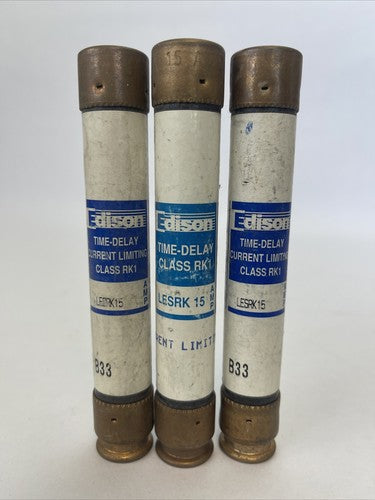 Edison
TIME-DELAY
CURRENT LIMITING
CLASS RK1
LESRK15
AMP
B33
15
Edison
TIME-DELAY
CLASS RK1
LESRK 15
AMP
RENT LIMIT
Edison
TIME-DELAY
CURRENT LIMITING
CLASS RK1
LESRK15
B33